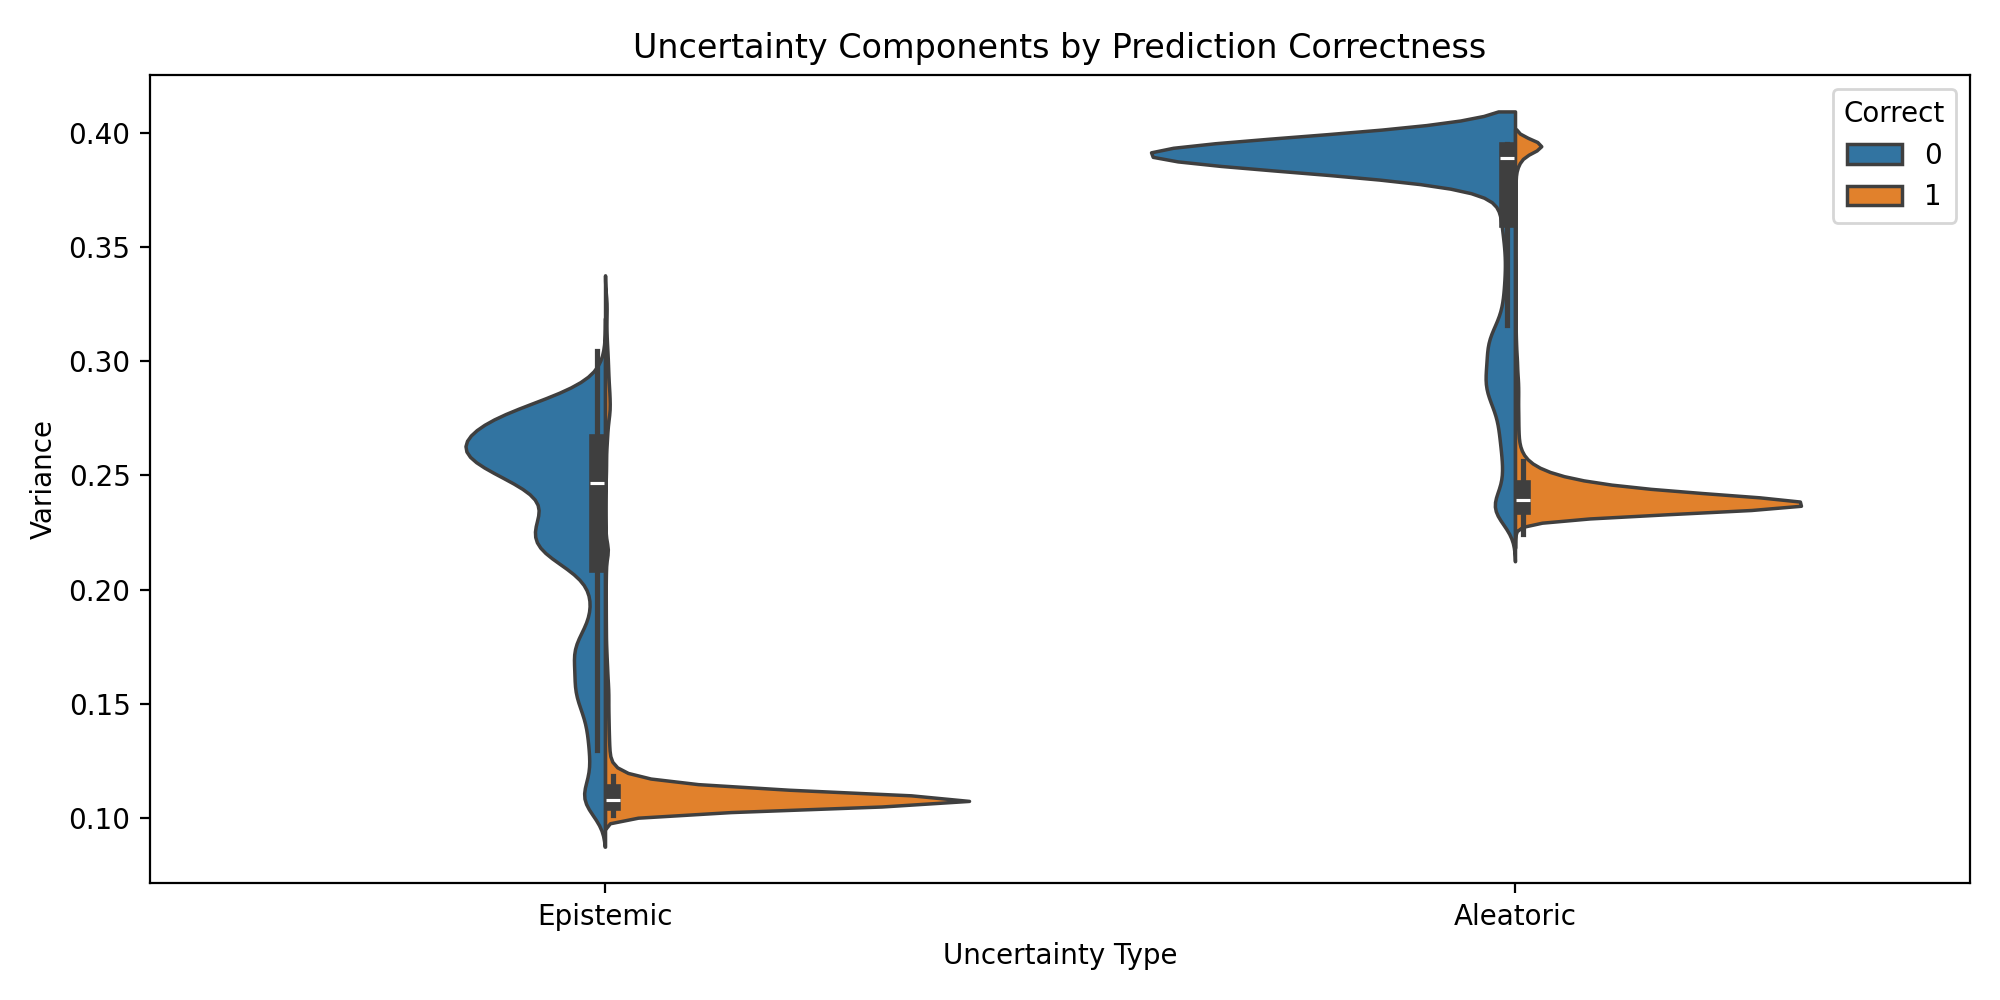 Uncertainty Components by Prediction Correctness
Correct
0
1
0.40
0.35
0.30
0.25
0.20
0.15
0.10
Variance
Epistemic
Aleatoric
Uncertainty Type